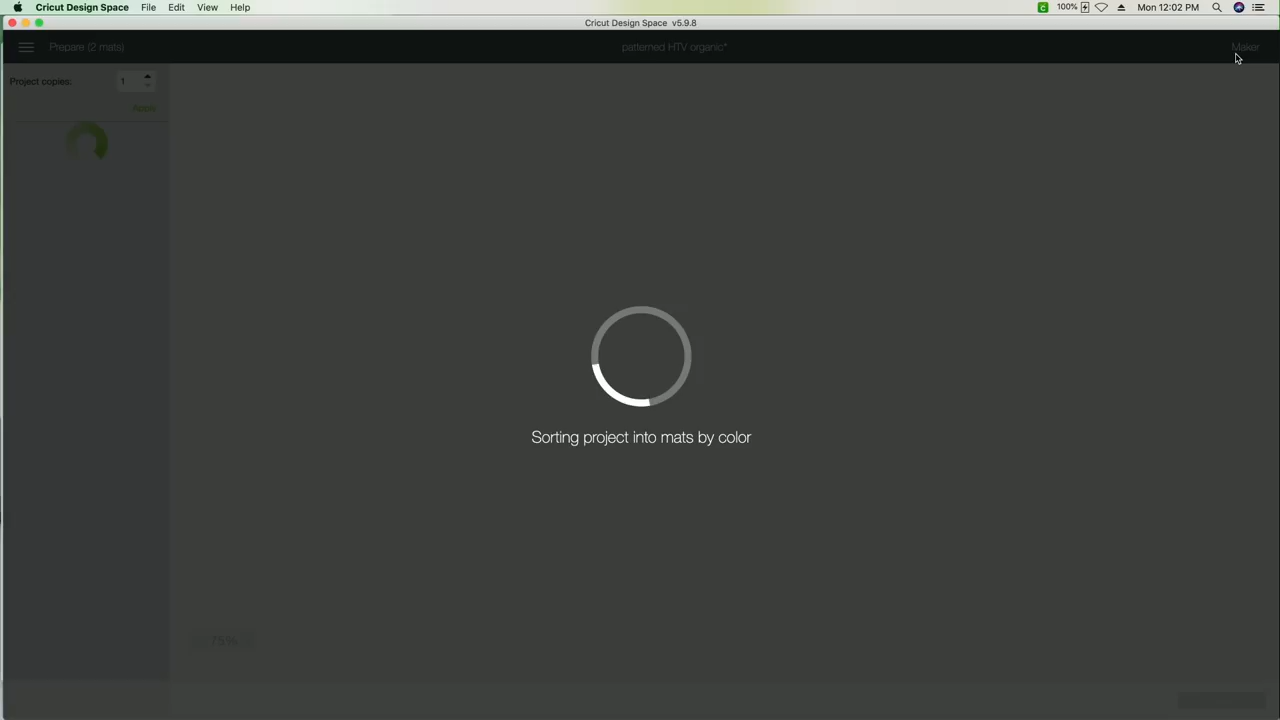 Cricut Design Space File Edit View Help 100% Mon 12:02 PM
Cricut Design Space v5.9.8
Prepare (2 mats) patterned HTV organic* Maker
Project copies: 1
Apply
Sorting project into mats by color
75%